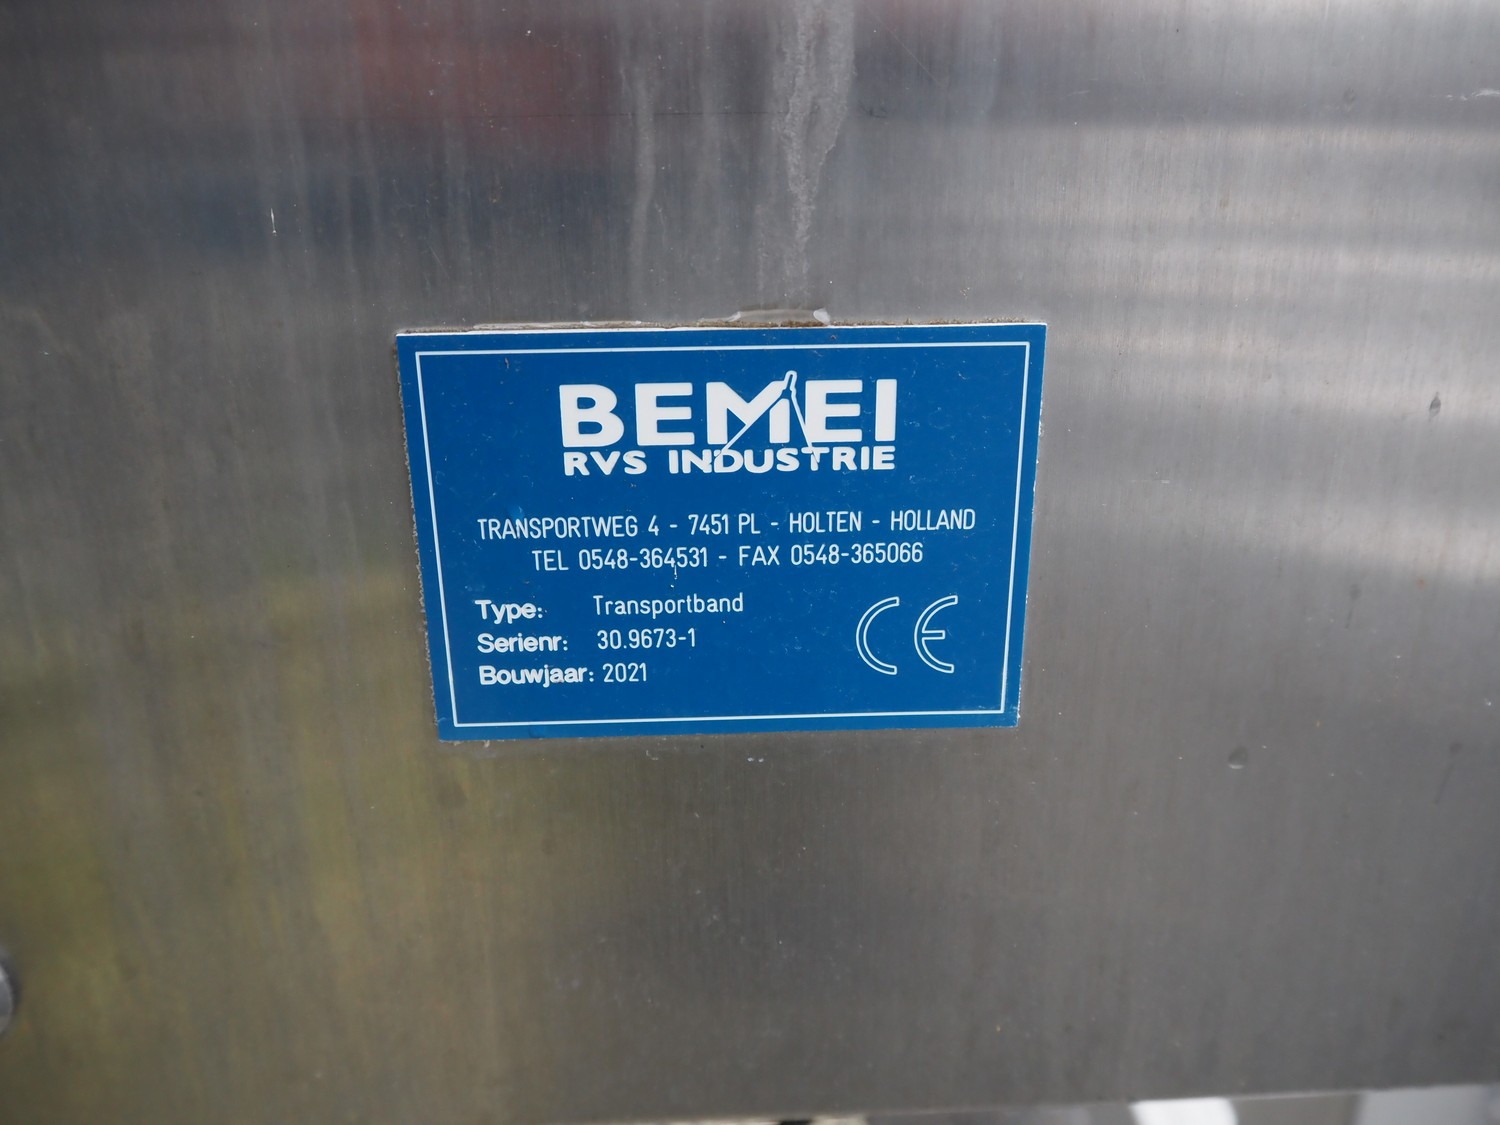 BEMEI
RVS INDUSTRIE
TRANSPORTWEG 4 - 7451 PL - HOLTEN - HOLLAND
TEL 0548-364531 - FAX 0548-365066
Type: Transportband
Serienr: 30.9673-1
Bouwjaar: 2021
CE